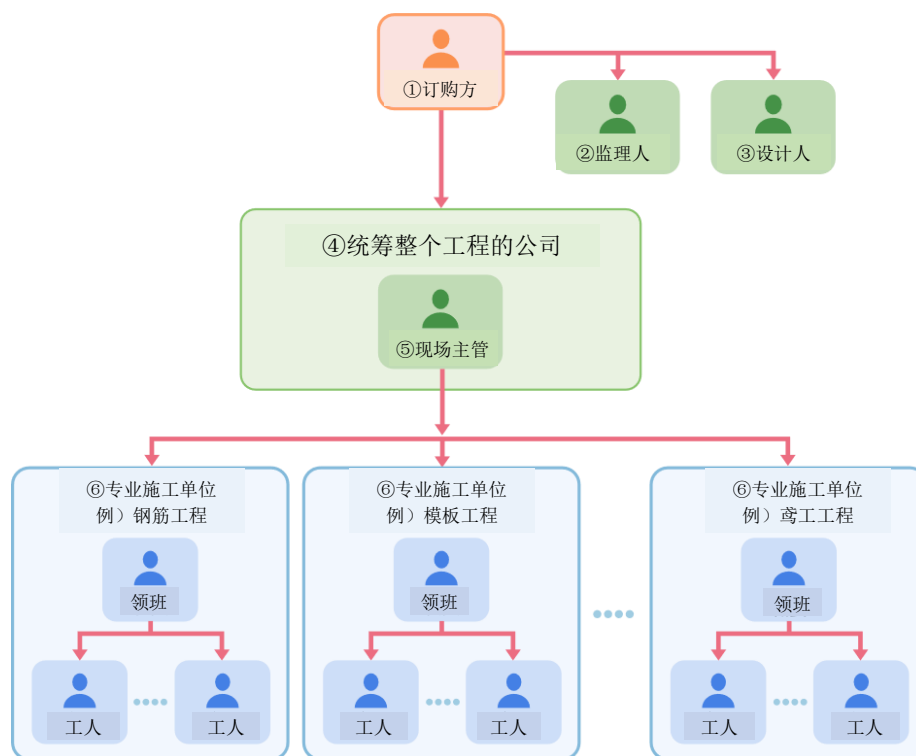 ①订购方
②监理人
③设计人
④统筹整个工程的公司
⑤现场主管
⑥专业施工单位
例）钢筋工程
⑥专业施工单位
例）模板工程
⑥专业施工单位
例）鸢工工程
领班
领班
领班
工人
工人
工人
工人
工人
工人